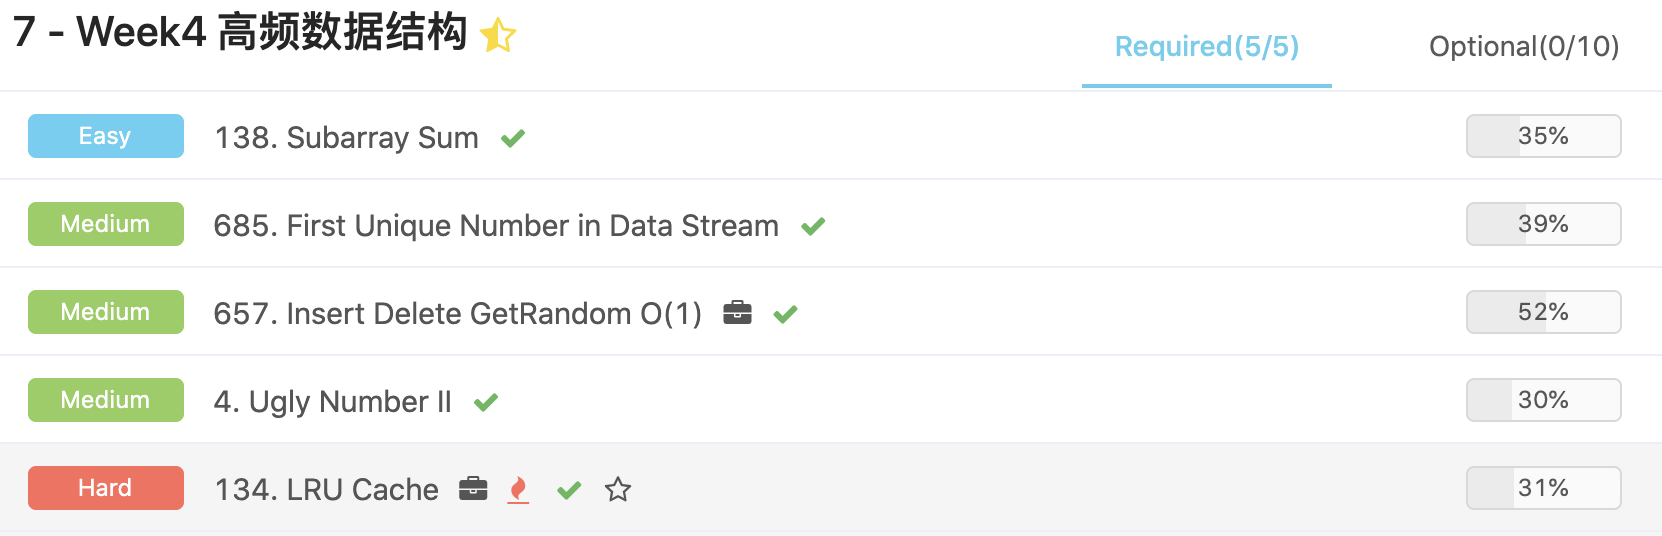 7 - Week4 高频数据结构
Required(5/5) Optional(0/10)
Easy 138. Subarray Sum 35%
Medium 685. First Unique Number in Data Stream 39%
Medium 657. Insert Delete GetRandom O(1) 52%
Medium 4. Ugly Number II 30%
Hard 134. LRU Cache 31%